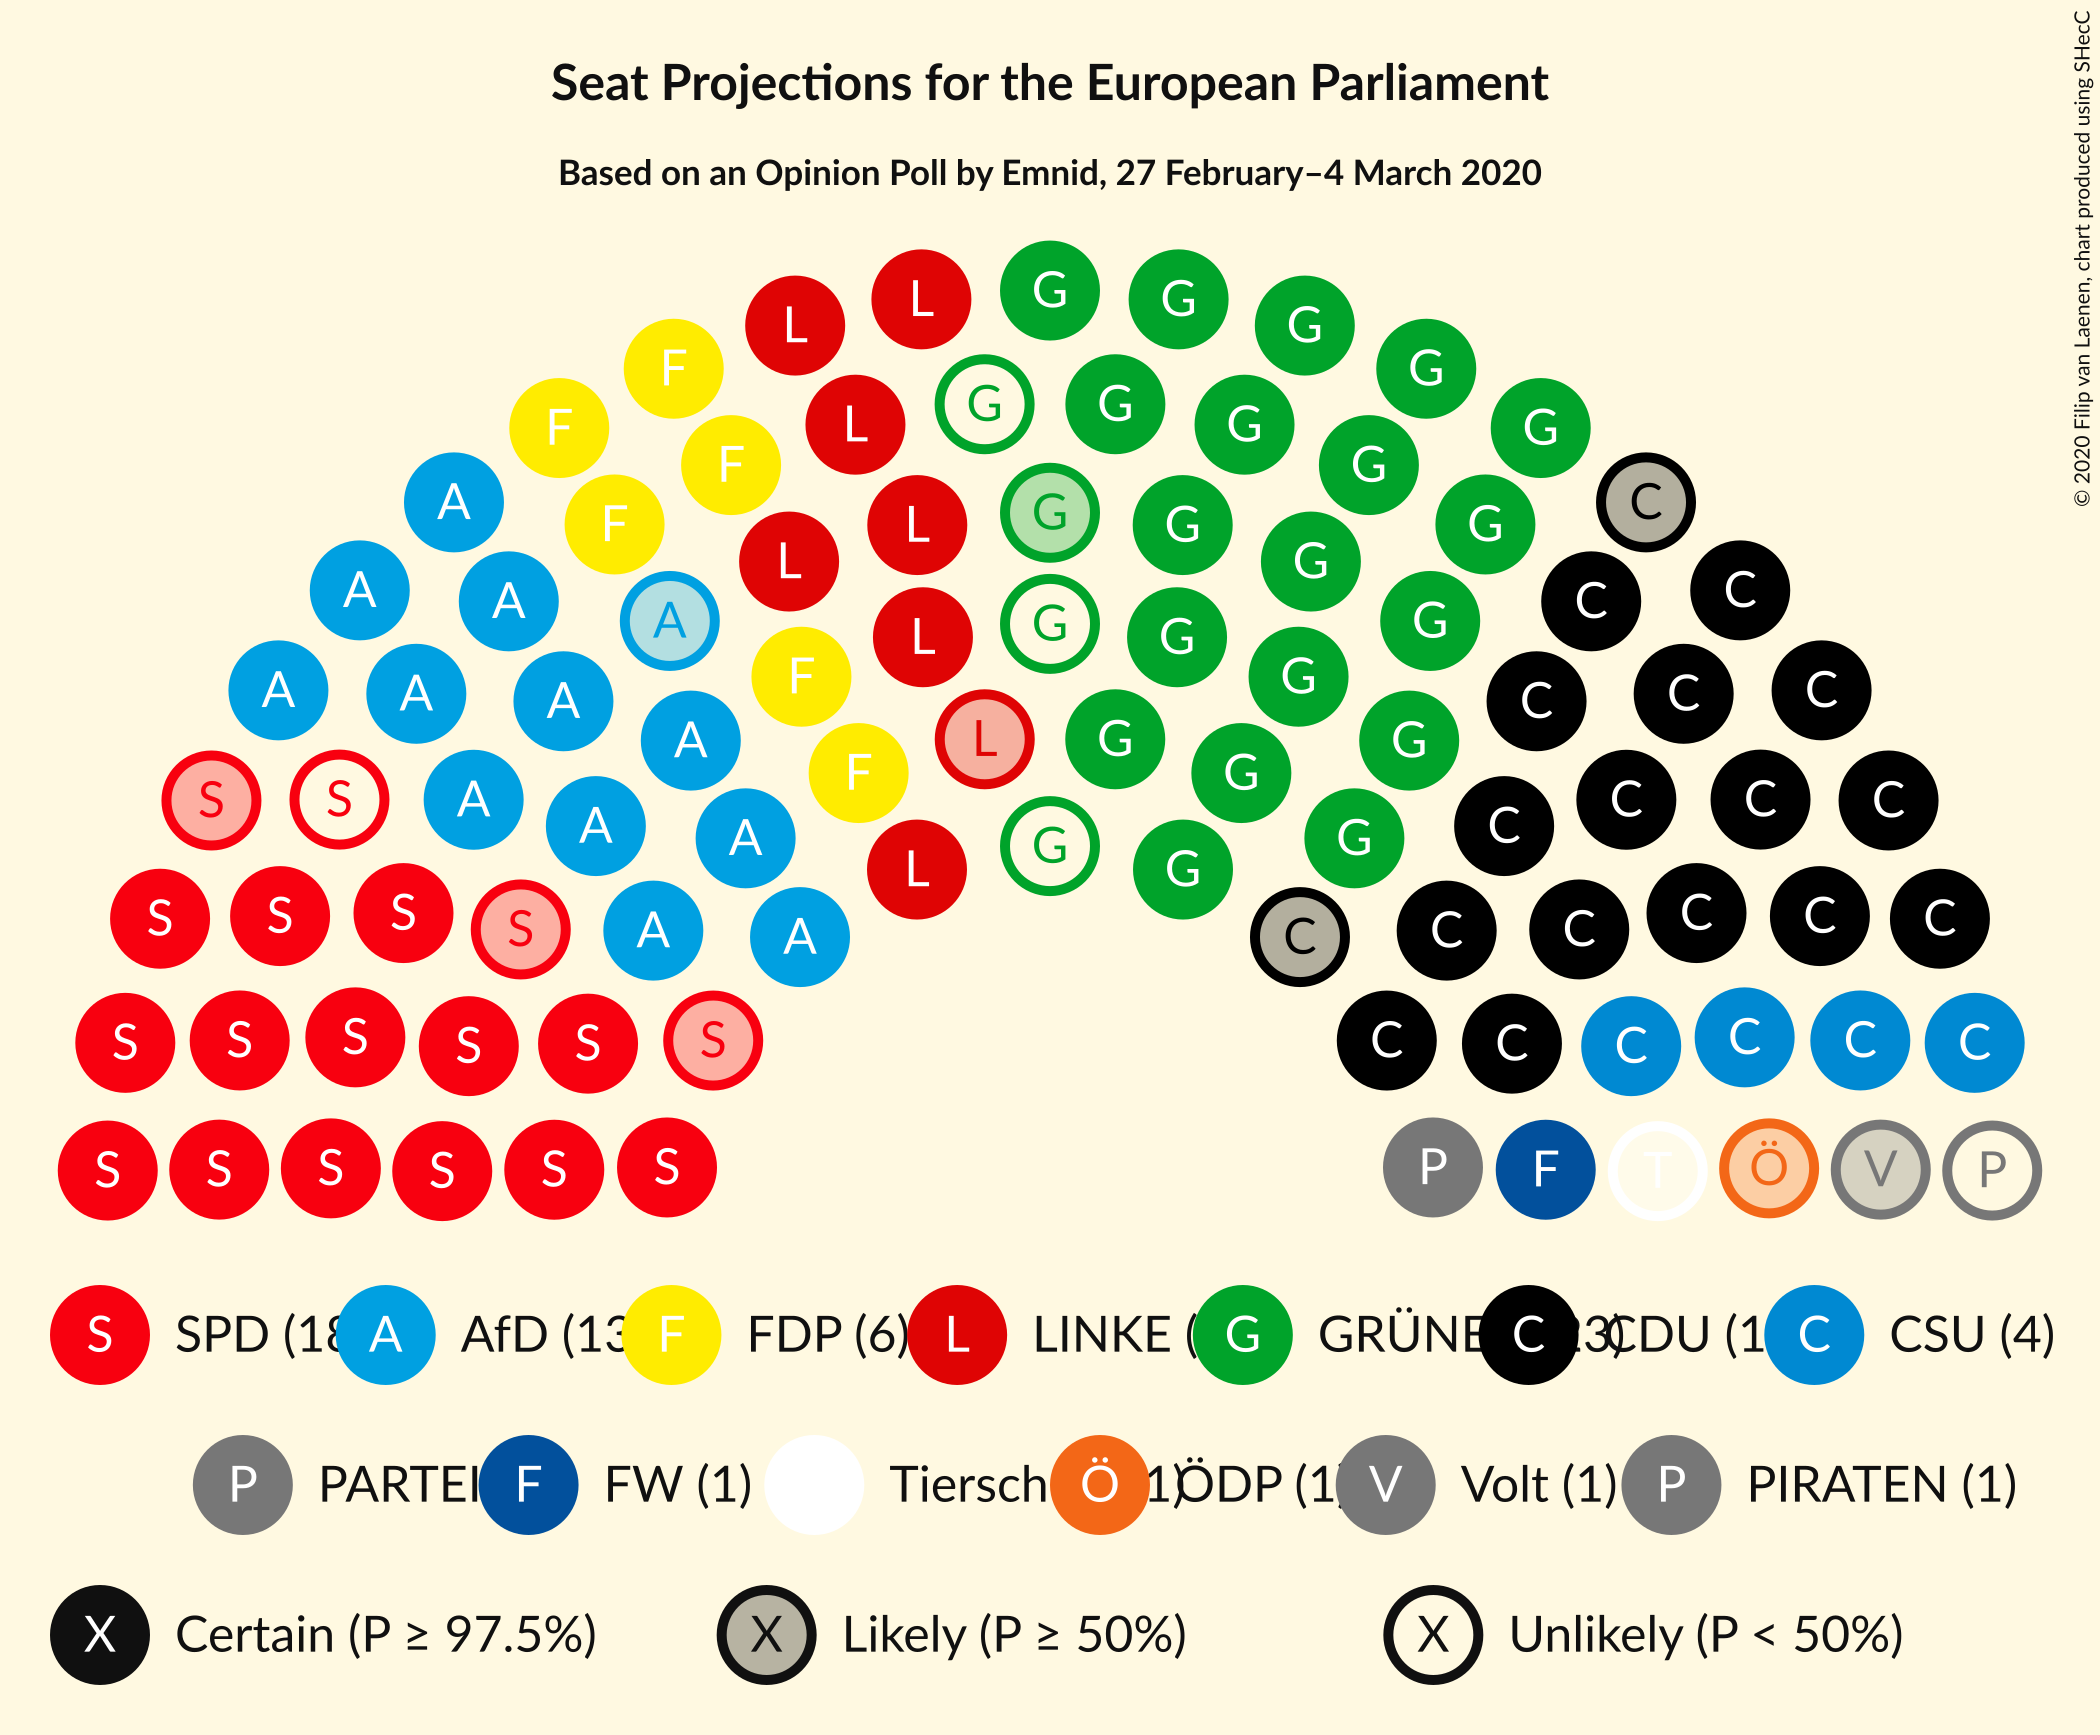 Seat Projections for the European Parliament
Based on an Opinion Poll by Emnid, 27 February–4 March 2020
© 2020 Filip van Laenen, chart produced using SHecC
L G G G
L G
F G
F G G G G
L G
F G
A G C
F L G G
A L G
A C C
A F L G G G
A A A L G C C C
F G
A L G G C
S S A F G C C C
A A G C
L G G
S S S S A A C C C C C C
S S S S S S C C C C C C
S S S S S S P F T Ö V P
S SPD (18 A AfD (13 F FDP (6) L LINKE ( G GRÜNE 23) C CDU (1 C CSU (4)
P PARTEI F FW (1) Tiersch 1) Ö ÖDP (1 V Volt (1) P PIRATEN (1)
X Certain (P ≥ 97.5%) X Likely (P ≥ 50%) X Unlikely (P < 50%)